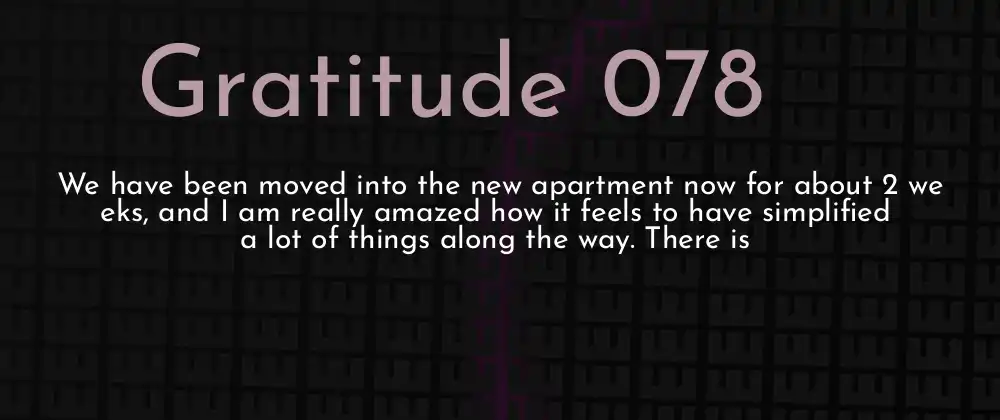 Gratitude 078
We have been moved into the new apartment now for about 2 we
eks, and I am really amazed how it feels to have simplified
a lot of things along the way. There is